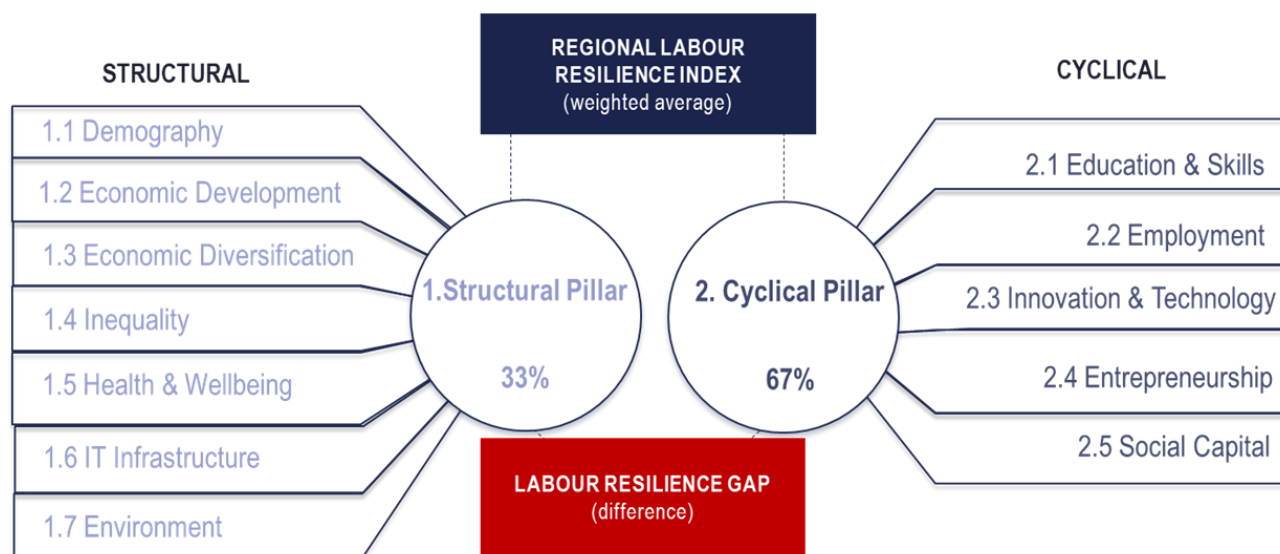 REGIONAL LABOUR
RESILIENCE INDEX
(weighted average)
STRUCTURAL
1.1 Demography
1.2 Economic Development
1.3 Economic Diversification
1.4 Inequality
1.5 Health & Wellbeing
1.6 IT Infrastructure
1.7 Environment
1.Structural Pillar
33%
2. Cyclical Pillar
67%
CYCLICAL
2.1 Education & Skills
2.2 Employment
2.3 Innovation & Technology
2.4 Entrepreneurship
2.5 Social Capital
LABOUR RESILIENCE GAP
(difference)